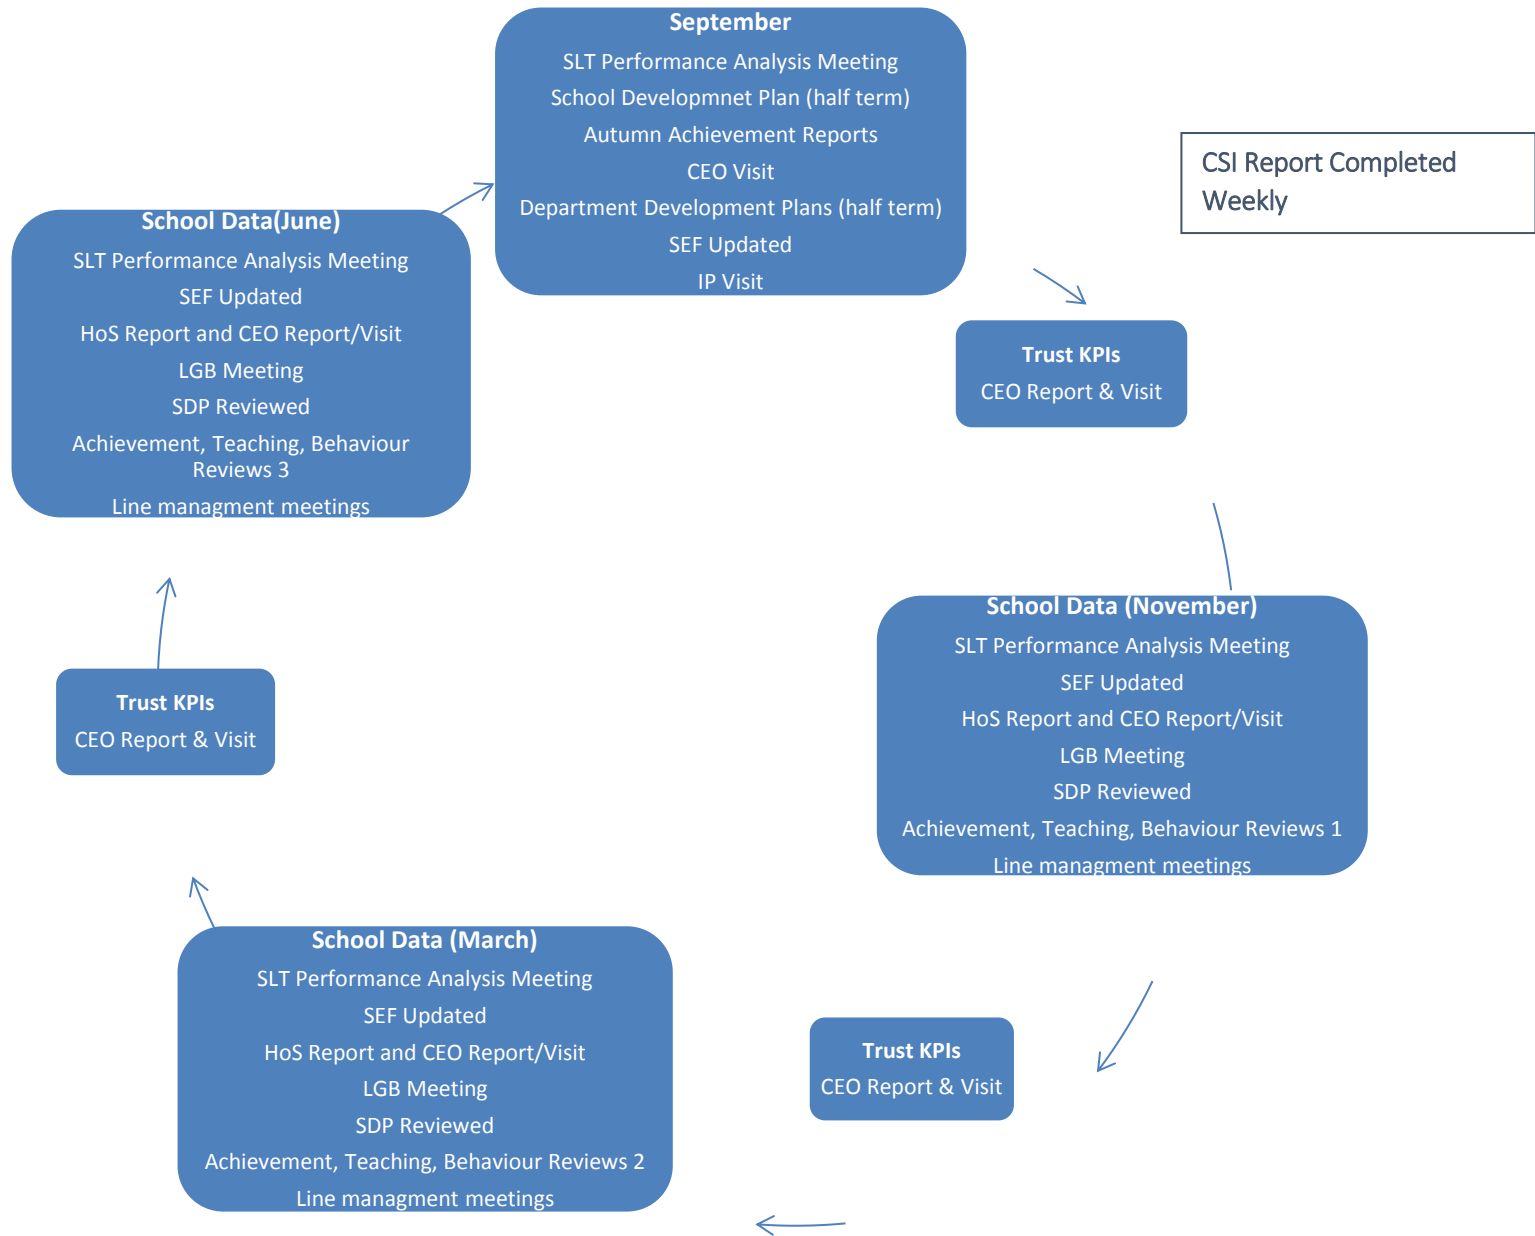 September
SLT Performance Analysis Meeting
School Developmnet Plan (half term)
Autumn Achievement Reports
CEO Visit
Department Development Plans (half term)
SEF Updated
IP Visit
CSI Report Completed
Weekly
Trust KPIs
CEO Report & Visit
School Data (November)
SLT Performance Analysis Meeting
SEF Updated
HoS Report and CEO Report/Visit
LGB Meeting
SDP Reviewed
Achievement, Teaching, Behaviour Reviews 1
Line managment meetings
Trust KPIs
CEO Report & Visit
School Data (March)
SLT Performance Analysis Meeting
SEF Updated
HoS Report and CEO Report/Visit
LGB Meeting
SDP Reviewed
Achievement, Teaching, Behaviour Reviews 2
Line managment meetings
Trust KPIs
CEO Report & Visit
School Data(June)
SLT Performance Analysis Meeting
SEF Updated
HoS Report and CEO Report/Visit
LGB Meeting
SDP Reviewed
Achievement, Teaching, Behaviour
Reviews 3
Line managment meetings